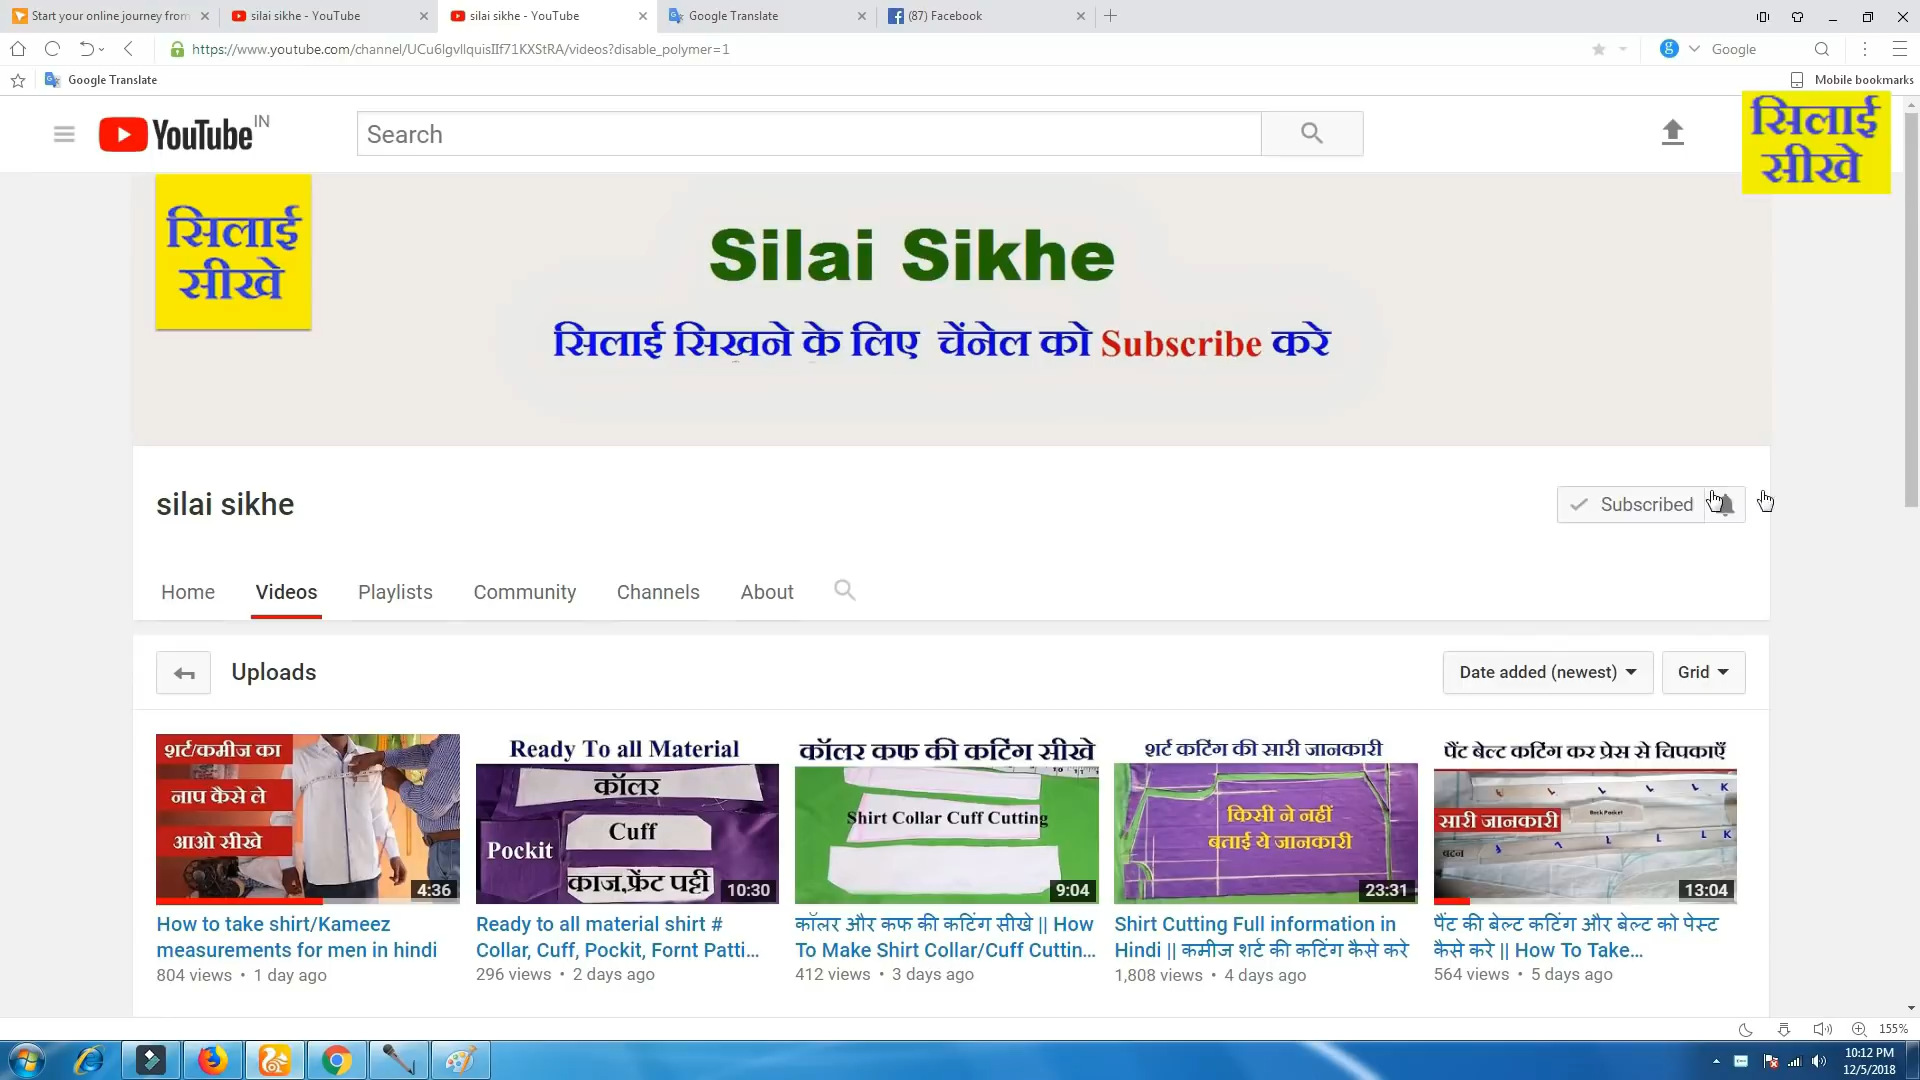 Start your online journey from
silai sikhe - YouTube
silai sikhe - YouTube
Google Translate
(87) Facebook
https://www.youtube.com/channel/UCu6lgvllquisIIf71KXStRA/videos?disable_polymer=1
Google
Google Translate
Mobile bookmarks
YouTube IN
Search
सिलाई
सीखे
सिलाई
सीखे
Silai Sikhe
सिलाई सिखने के लिए चेंनेल को Subscribe करे
silai sikhe
Subscribed
Home
Videos
Playlists
Community
Channels
About
Uploads
Date added (newest)
Grid
शर्ट/कमीज का
नाप कैसे ले
आओ सीखे
4:36
How to take shirt/Kameez
measurements for men in hindi
804 views • 1 day ago
Ready To all Material
कॉलर
Cuff
Pockit
काज,फ्रेंट पट्टी
10:30
Ready to all material shirt #
Collar, Cuff, Pockit, Fornt Patti...
296 views • 2 days ago
कॉलर कफ की कटिंग सीखे
Shirt Collar Cuff Cutting
9:04
कॉलर और कफ की कटिंग सीखे || How
To Make Shirt Collar/Cuff Cuttin...
412 views • 3 days ago
शर्ट कटिंग की सारी जानकारी
किसी ने नहीं
बताई ये जानकारी
23:31
Shirt Cutting Full information in
Hindi || कमीज शर्ट की कटिंग कैसे करे
1,808 views • 4 days ago
पैंट बेल्ट कटिंग कर प्रेस से चिपकाएँ
Back Pocket
सारी जानकारी
बटन
13:04
पैंट की बेल्ट कटिंग और बेल्ट को पेस्ट
कैसे करे || How To Take...
564 views • 5 days ago
155%
10:12 PM
12/5/2018